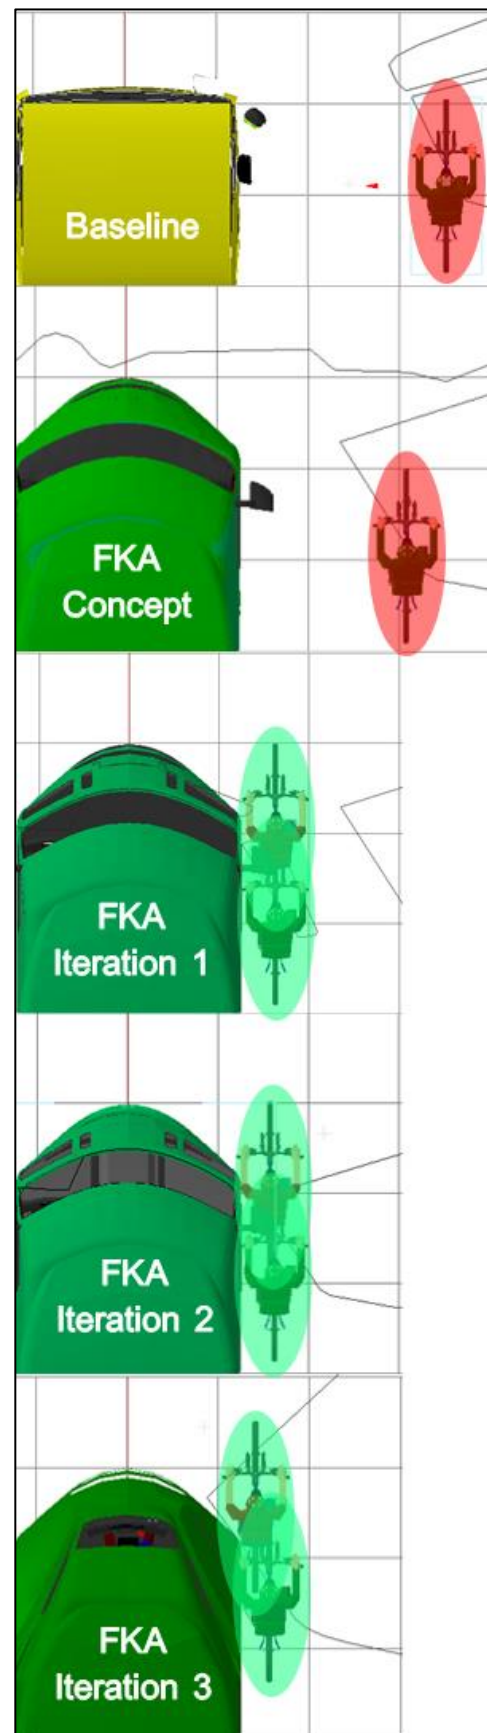 Baseline
FKA
Concept
FKA
Iteration 1
FKA
Iteration 2
FKA
Iteration 3